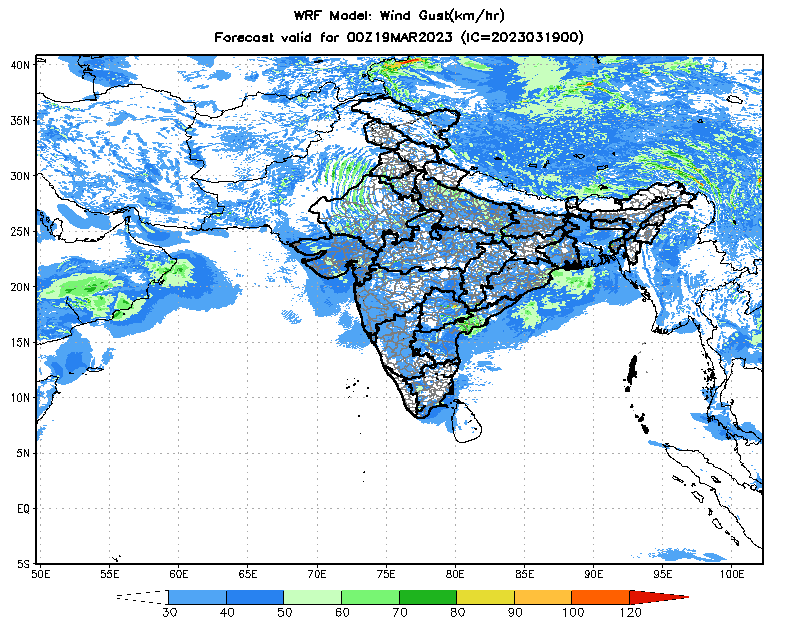 WRF Model: Wind Gust(km/hr)
Forecast valid for 00Z19MAR2023 (IC=2023031900)
40N
35N
30N
25N
20N
15N
10N
5N
EQ
5S
50E 55E 60E 65E 70E 75E 80E 85E 90E 95E 100E
30 40 50 60 70 80 90 100 120